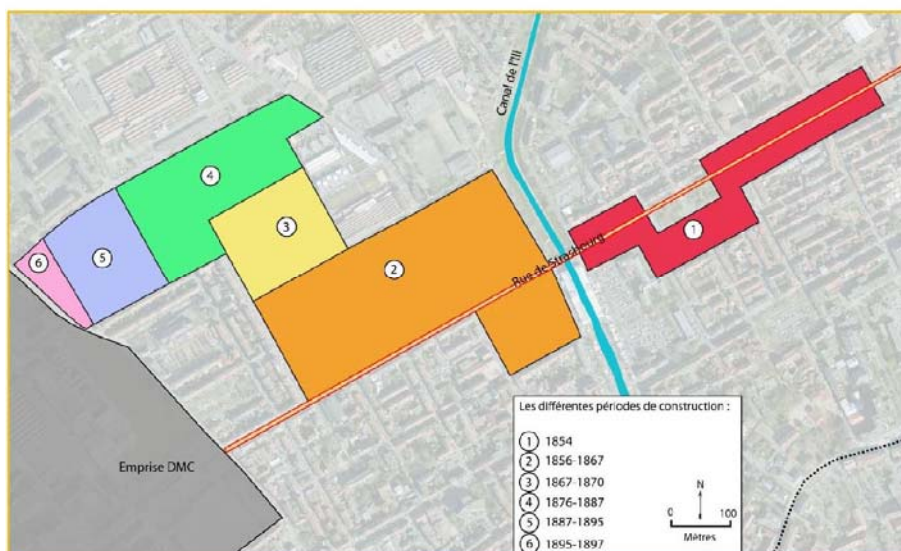 Canal de l'Ill
Rue de Strasbourg
1
2
3
4
5
6
Emprise DMC
Les différentes périodes de construction :
1 1854
2 1856-1867
3 1867-1870
4 1876-1887
5 1887-1895
6 1895-1897
N
0 100
Mètres